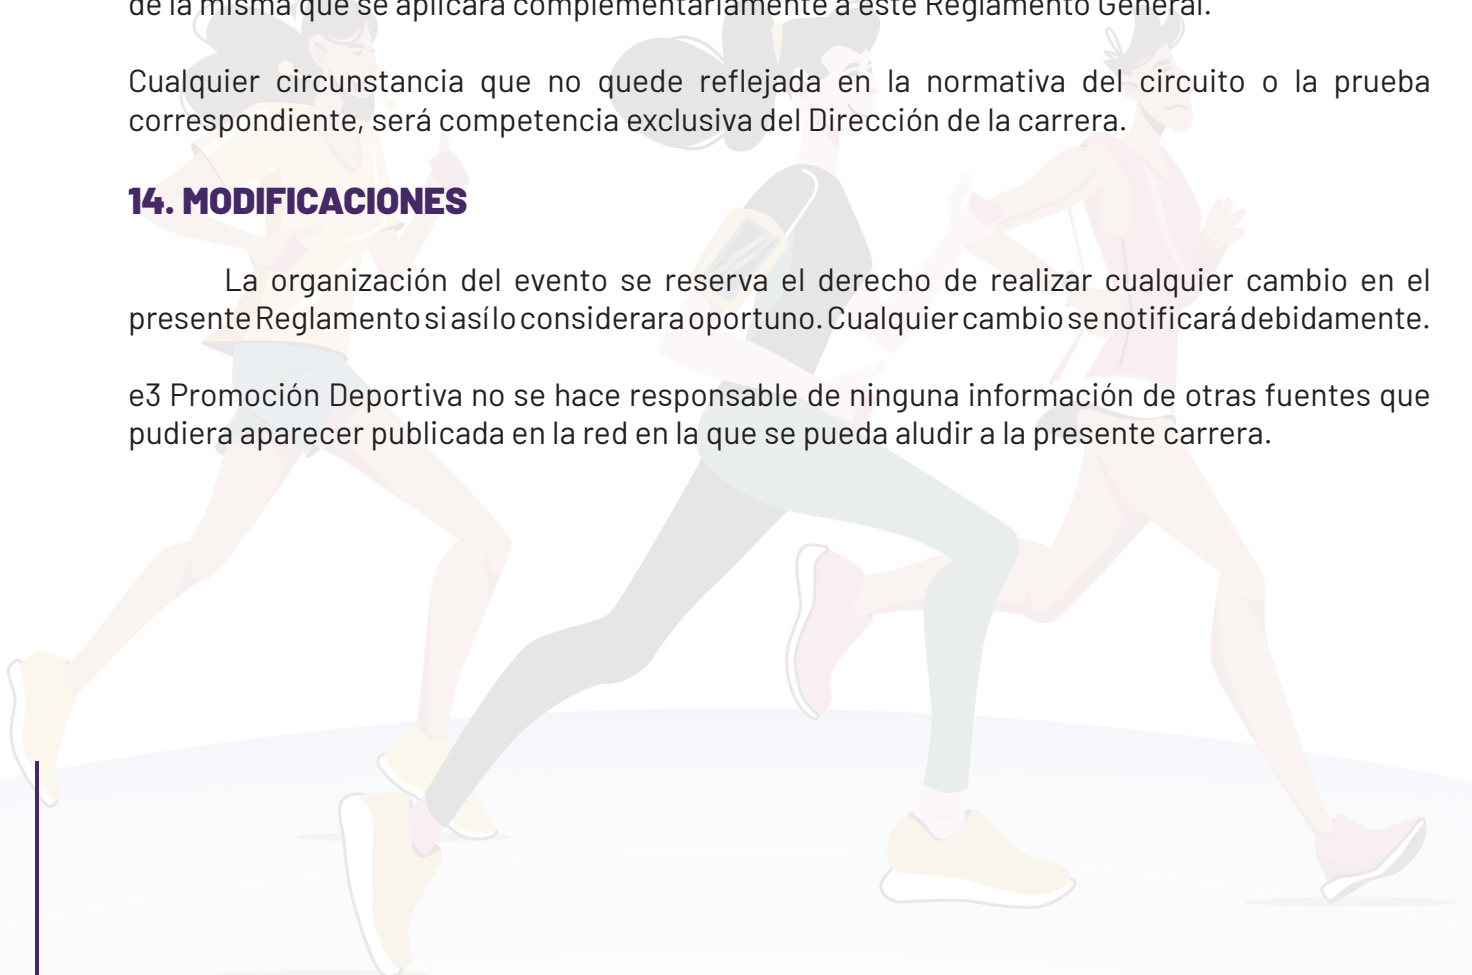 de la misma que se aplicará complementariamente a este Reglamento General.
Cualquier circunstancia que no quede reflejada en la normativa del circuito o la prueba
correspondiente, será competencia exclusiva del Dirección de la carrera.
14. MODIFICACIONES
La organización del evento se reserva el derecho de realizar cualquier cambio en el
presente Reglamento si así lo considerara oportuno. Cualquier cambio se notificará debidamente.
e3 Promoción Deportiva no se hace responsable de ninguna información de otras fuentes que
pudiera aparecer publicada en la red en la que se pueda aludir a la presente carrera.